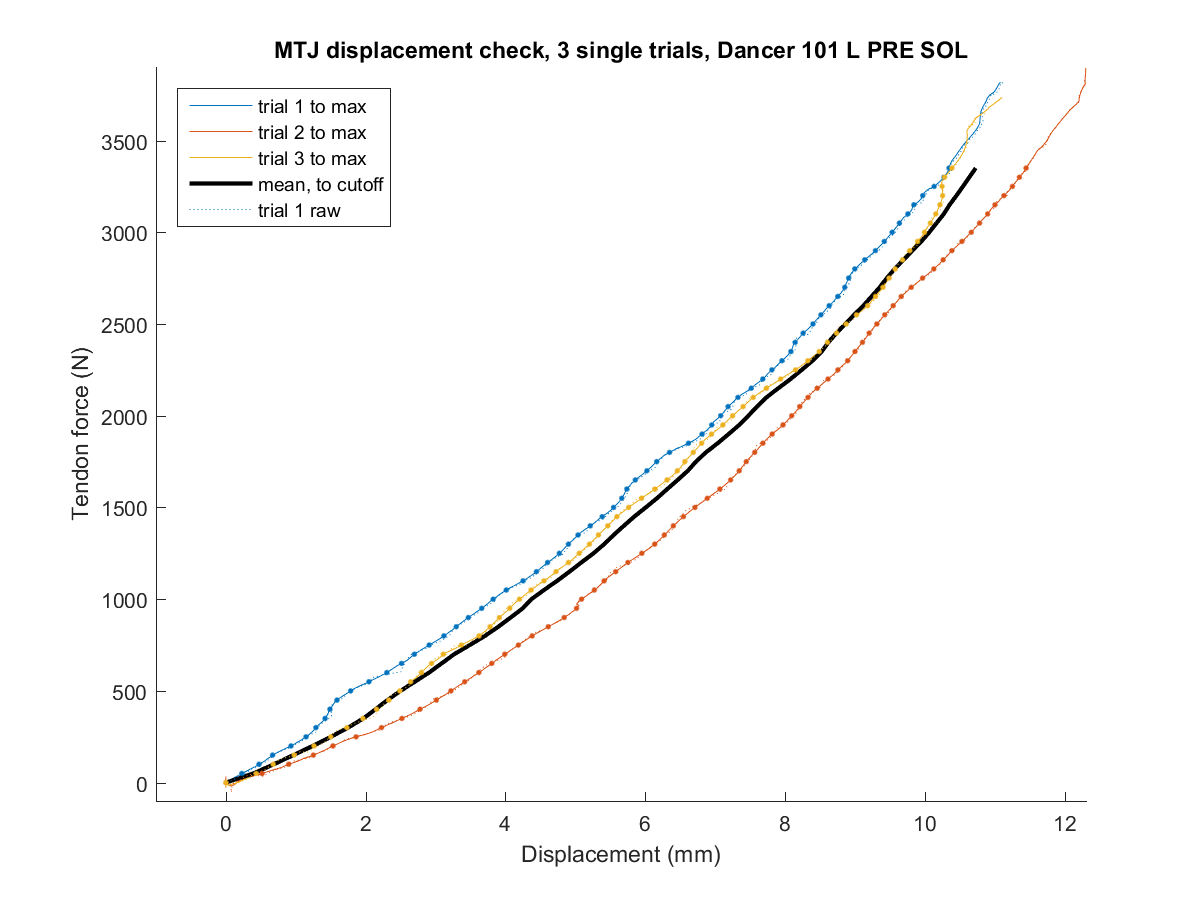 MTJ displacement check, 3 single trials, Dancer 101 L PRE SOL
trial 1 to max
trial 2 to max
trial 3 to max
mean, to cutoff
trial 1 raw
Tendon force (N)
3500
3000
2500
2000
1500
1000
500
0
0 2 4 6 8 10 12
Displacement (mm)